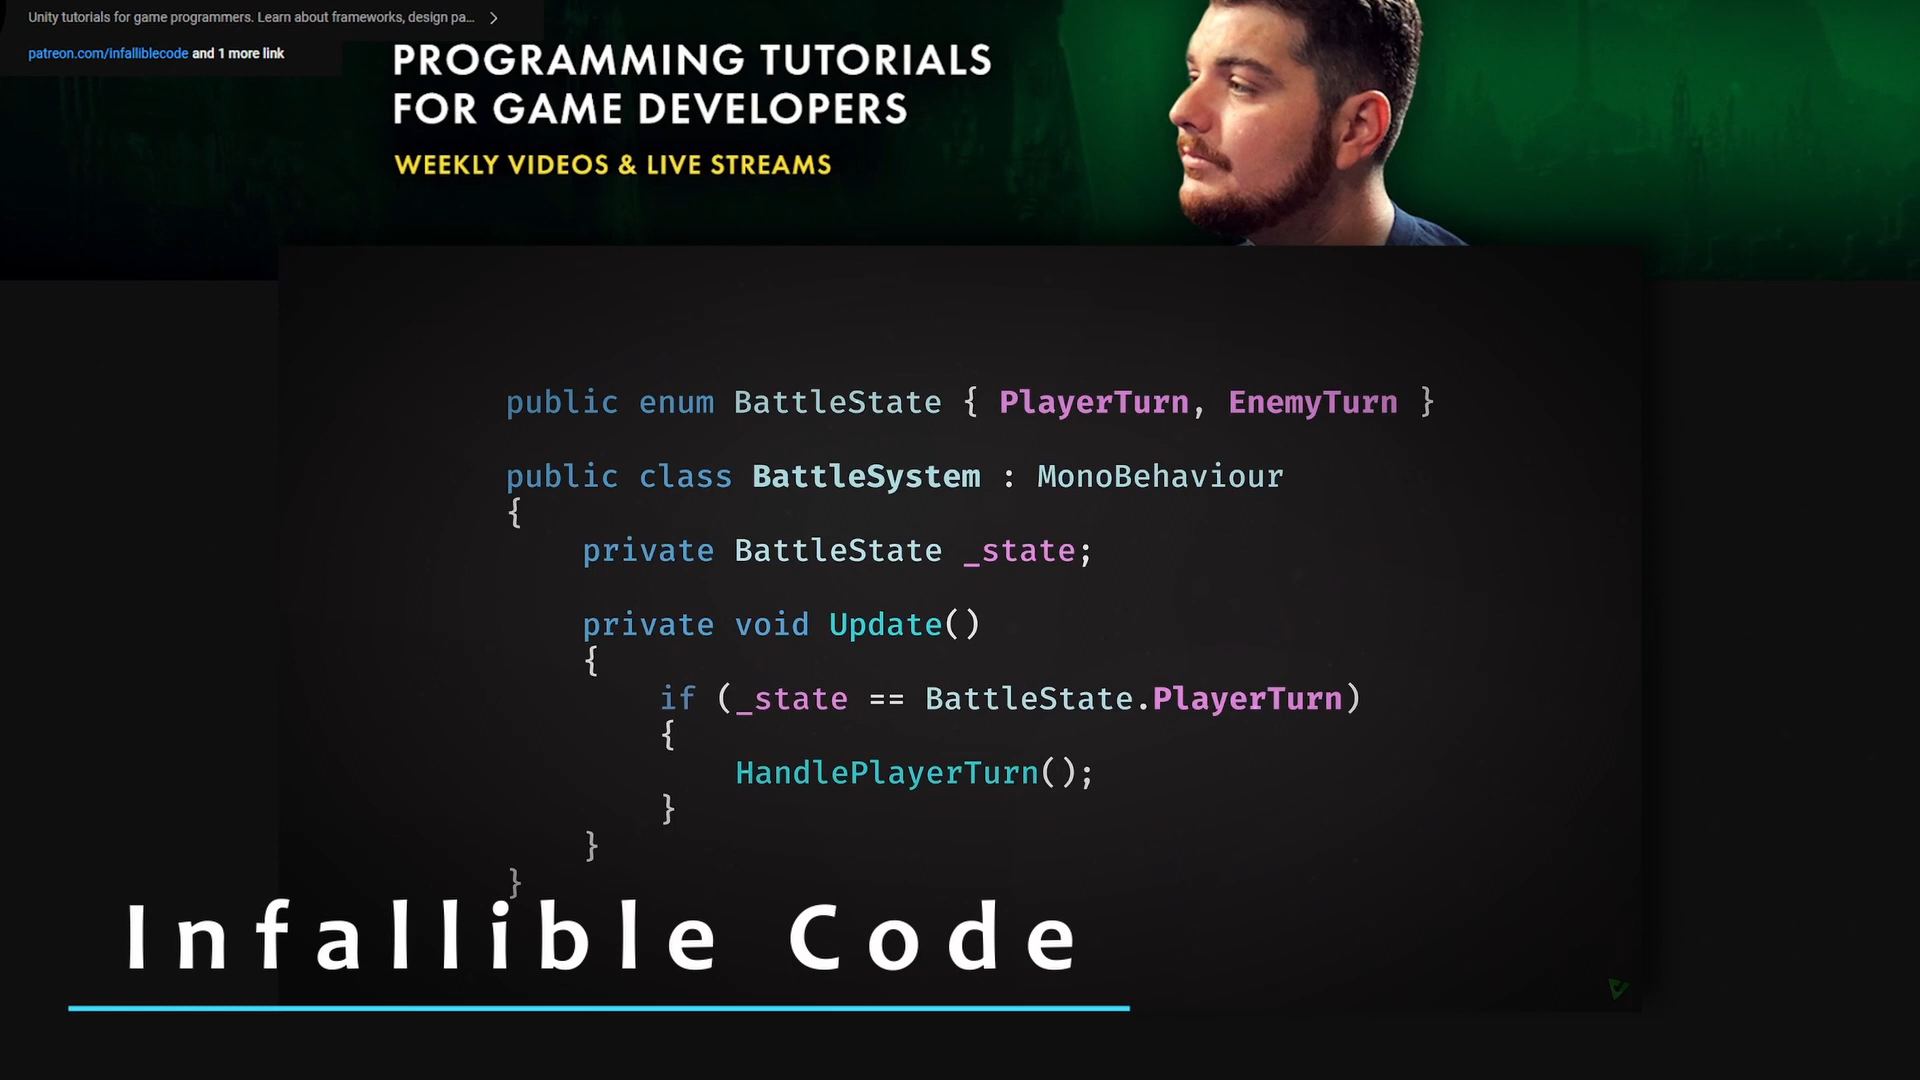 Unity tutorials for game programmers. Learn about frameworks, design pa...
patreon.com/infalliblecode and 1 more link
PROGRAMMING TUTORIALS
FOR GAME DEVELOPERS
WEEKLY VIDEOS & LIVE STREAMS
public enum BattleState { PlayerTurn, EnemyTurn }
public class BattleSystem : MonoBehaviour
{
    private BattleState _state;
    private void Update()
    {
        if (_state == BattleState.PlayerTurn)
        {
            HandlePlayerTurn();
        }
    }
}
Infallible Code